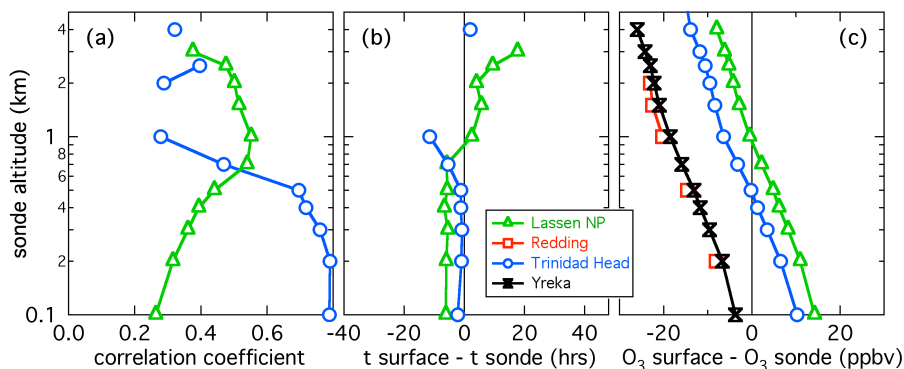 (a)
(b)
(c)
sonde altitude (km)
4
2
1
8
6
4
2
0.1
0.0
0.2
0.4
0.6
-40
-20
0
20
40
-20
0
20
Lassen NP
Redding
Trinidad Head
Yreka
correlation coefficient
t surface - t sonde (hrs)
O3 surface - O3 sonde (ppbv)